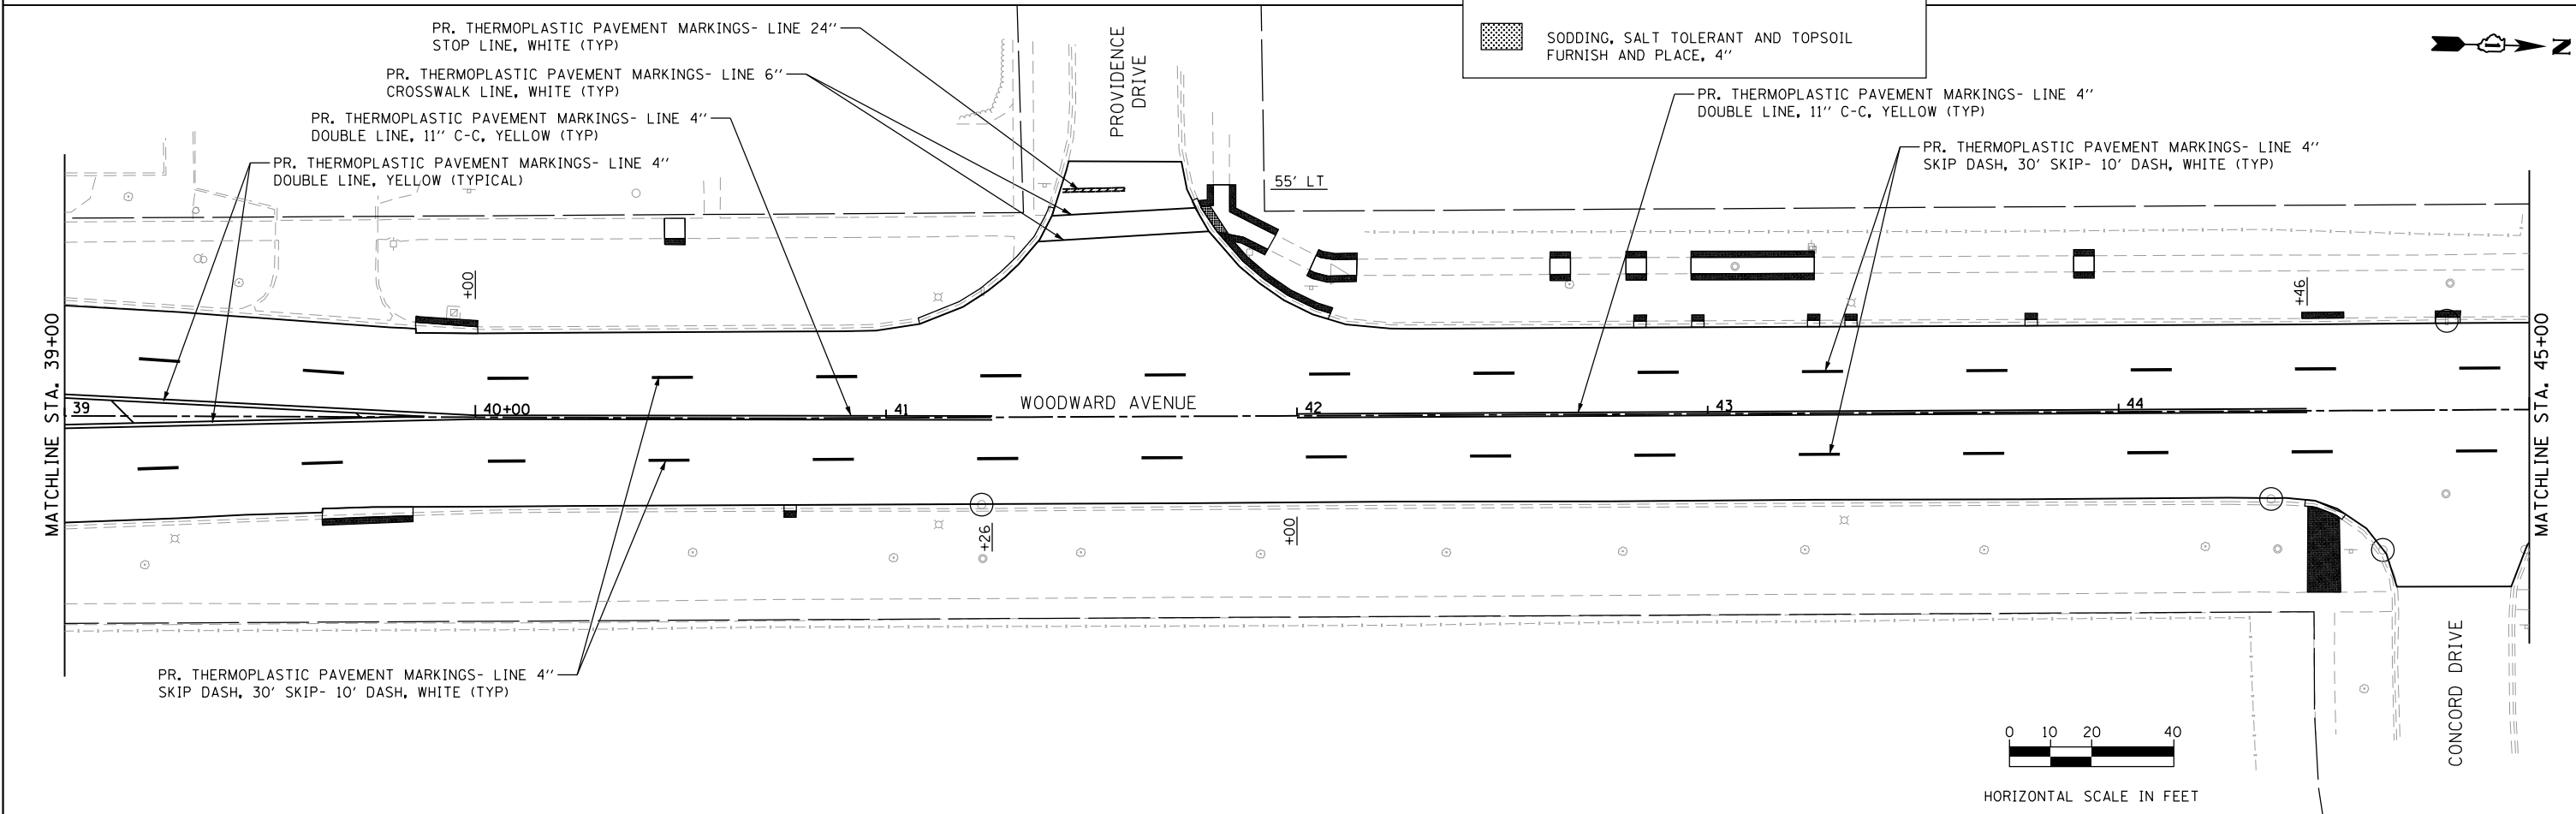 PR. THERMOPLASTIC PAVEMENT MARKINGS- LINE 24''
STOP LINE, WHITE (TYP)
PR. THERMOPLASTIC PAVEMENT MARKINGS- LINE 6''
CROSSWALK LINE, WHITE (TYP)
PR. THERMOPLASTIC PAVEMENT MARKINGS- LINE 4''
DOUBLE LINE, 11'' C-C, YELLOW (TYP)
PR. THERMOPLASTIC PAVEMENT MARKINGS- LINE 4''
DOUBLE LINE, YELLOW (TYPICAL)
PROVIDENCE
DRIVE
SODDING, SALT TOLERANT AND TOPSOIL
FURNISH AND PLACE, 4''
N
PR. THERMOPLASTIC PAVEMENT MARKINGS- LINE 4''
DOUBLE LINE, 11'' C-C, YELLOW (TYP)
PR. THERMOPLASTIC PAVEMENT MARKINGS- LINE 4''
SKIP DASH, 30' SKIP- 10' DASH, WHITE (TYP)
55' LT
+00
+46
MATCHLINE STA. 39+00
39
40+00
41
WOODWARD AVENUE
42
43
44
MATCHLINE STA. 45+00
+26
+00
PR. THERMOPLASTIC PAVEMENT MARKINGS- LINE 4''
SKIP DASH, 30' SKIP- 10' DASH, WHITE (TYP)
CONCORD DRIVE
0 10 20 40
HORIZONTAL SCALE IN FEET